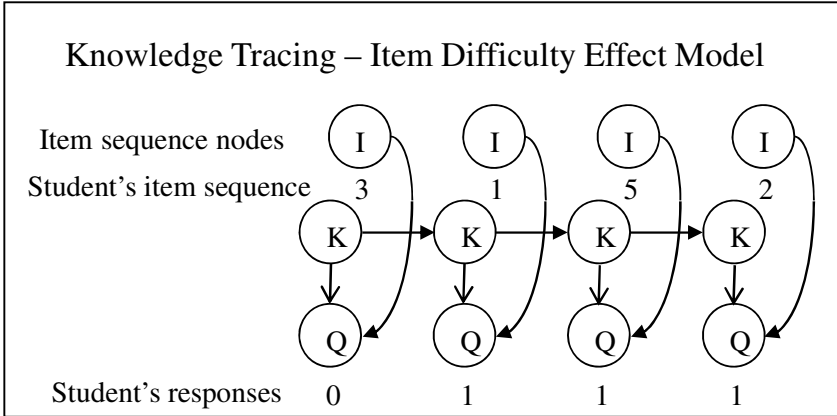 Knowledge Tracing – Item Difficulty Effect Model
Item sequence nodes I I I I
Student's item sequence 3 1 5 2
K K K K
Q Q Q Q
Student's responses 0 1 1 1